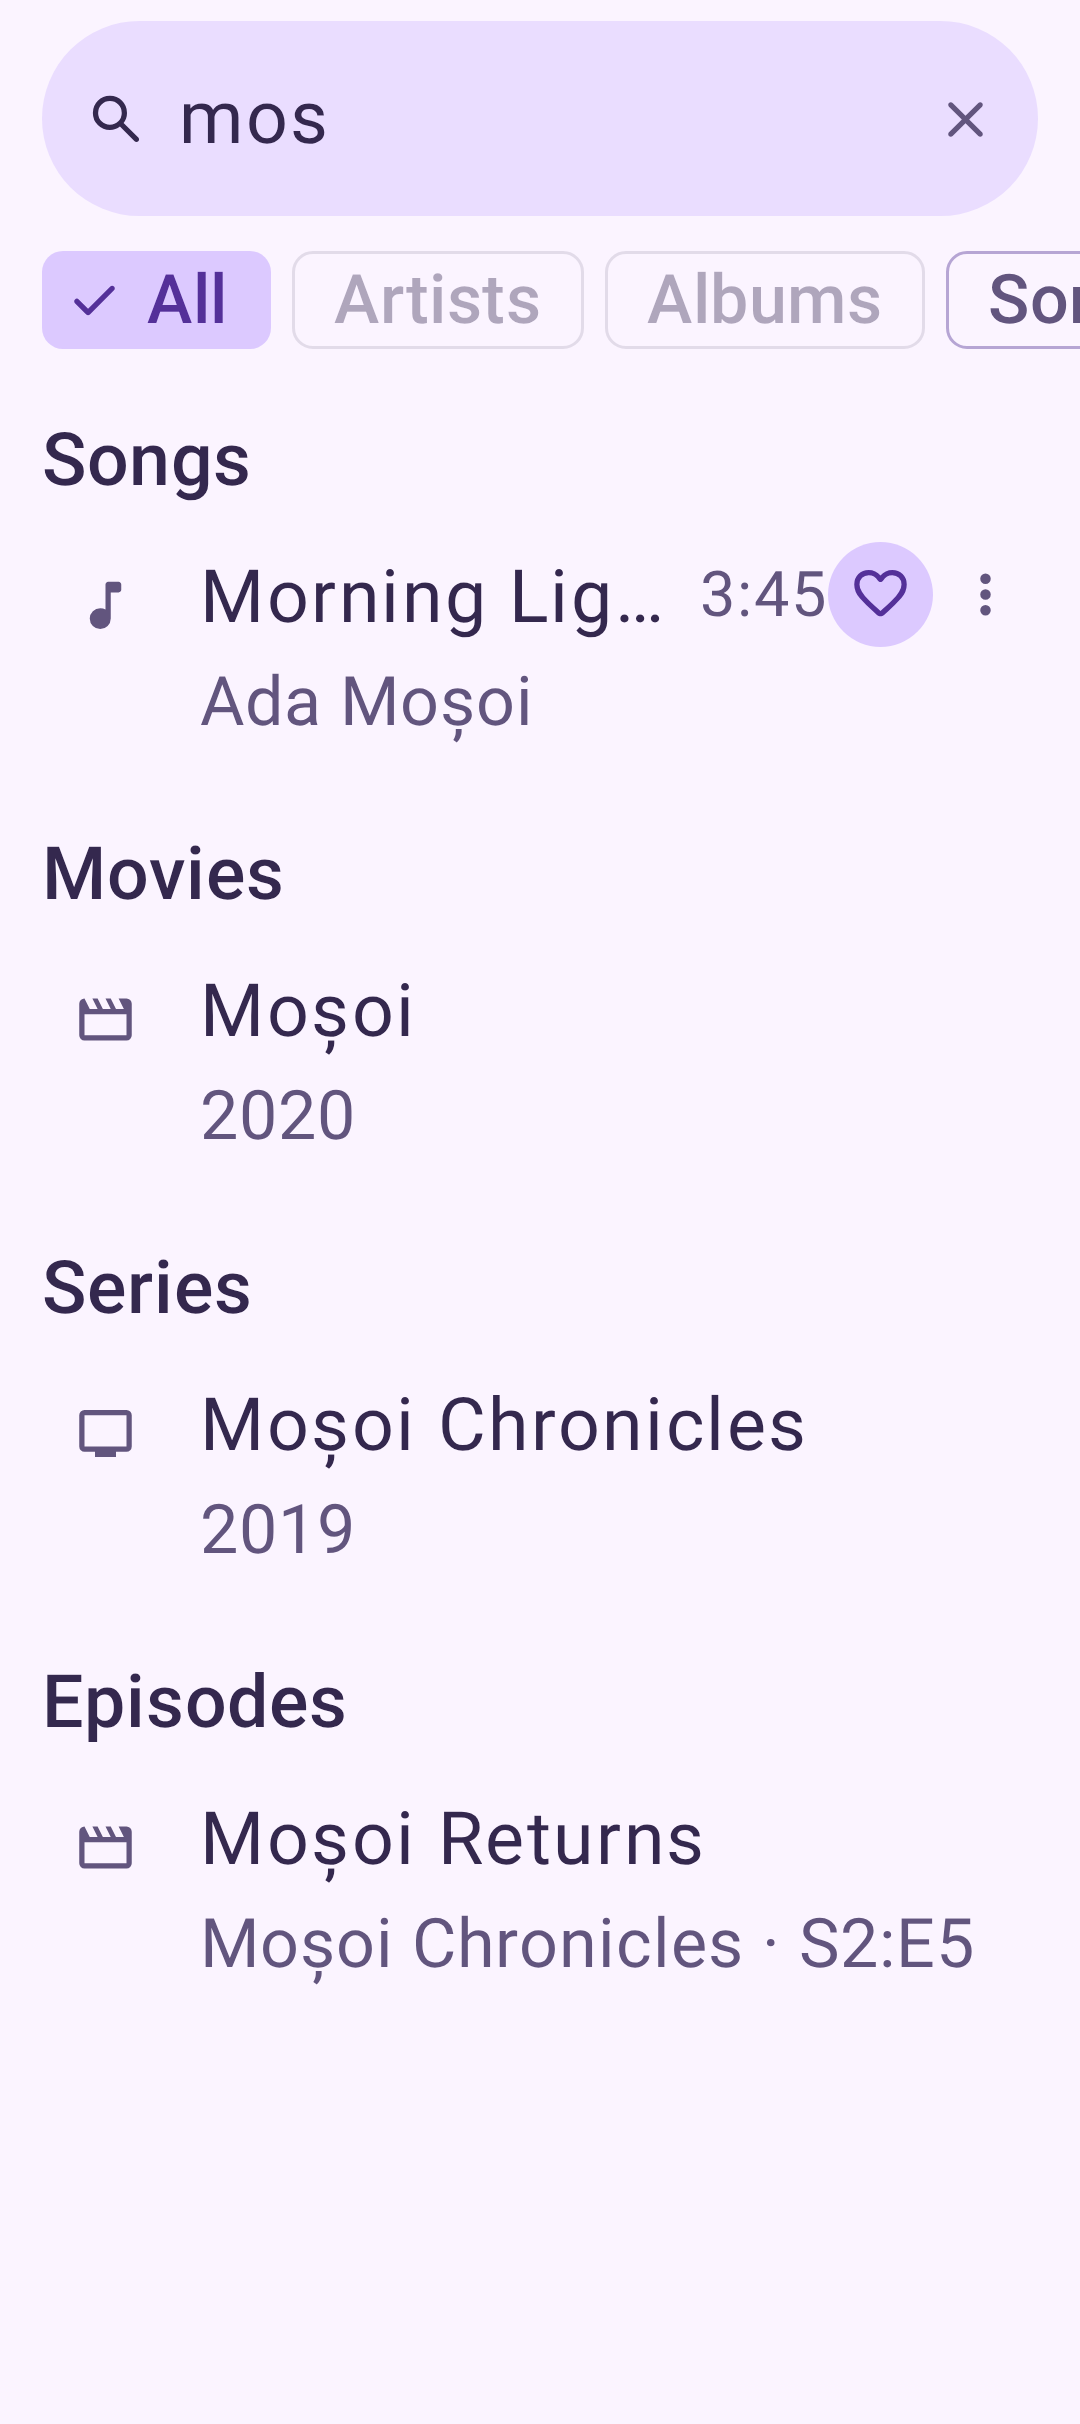 mos
All Artists Albums
Songs
Morning Lig… 3:45
Ada Moșoi
Movies
Moșoi
2020
Series
Moșoi Chronicles
2019
Episodes
Moșoi Returns
Moșoi Chronicles · S2:E5